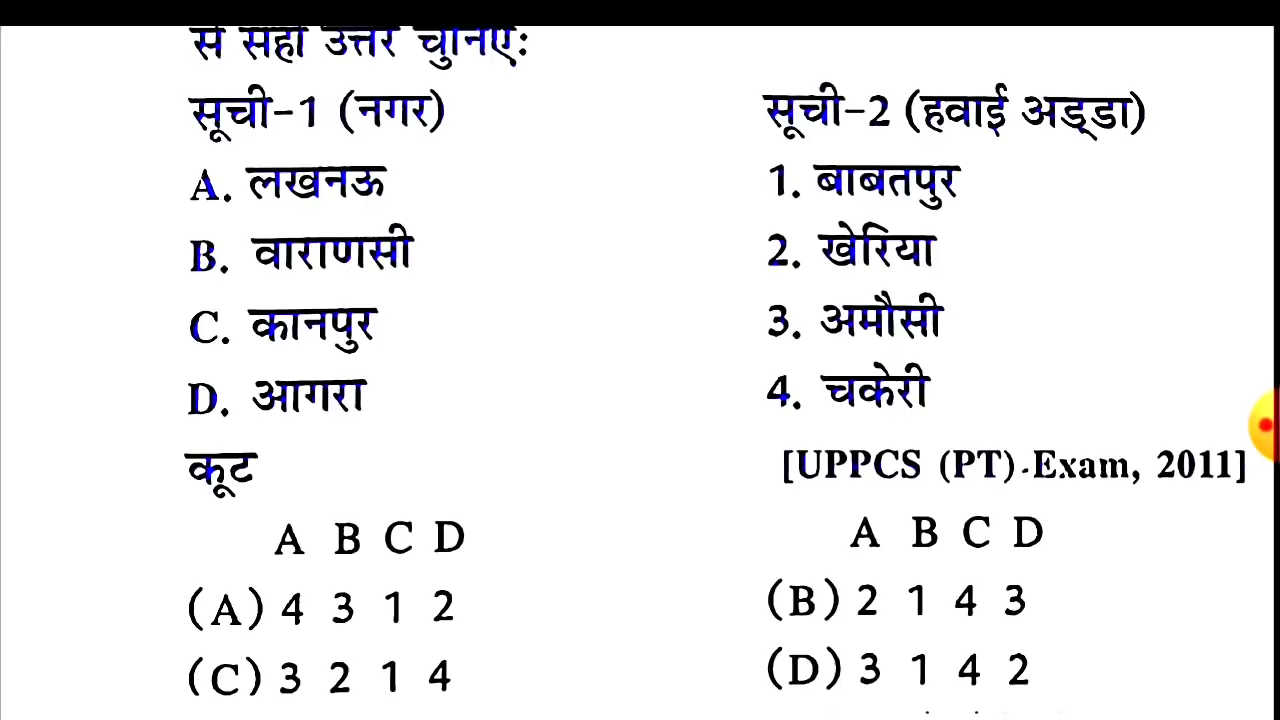 से सही उत्तर चुनिए:
सूची-1 (नगर) सूची-2 (हवाई अड्डा)
A. लखनऊ 1. बाबतपुर
B. वाराणसी 2. खेरिया
C. कानपुर 3. अमौसी
D. आगरा 4. चकेरी
कूट [UPPCS (PT)-Exam, 2011]
A B C D A B C D
(A) 4 3 1 2 (B) 2 1 4 3
(C) 3 2 1 4 (D) 3 1 4 2